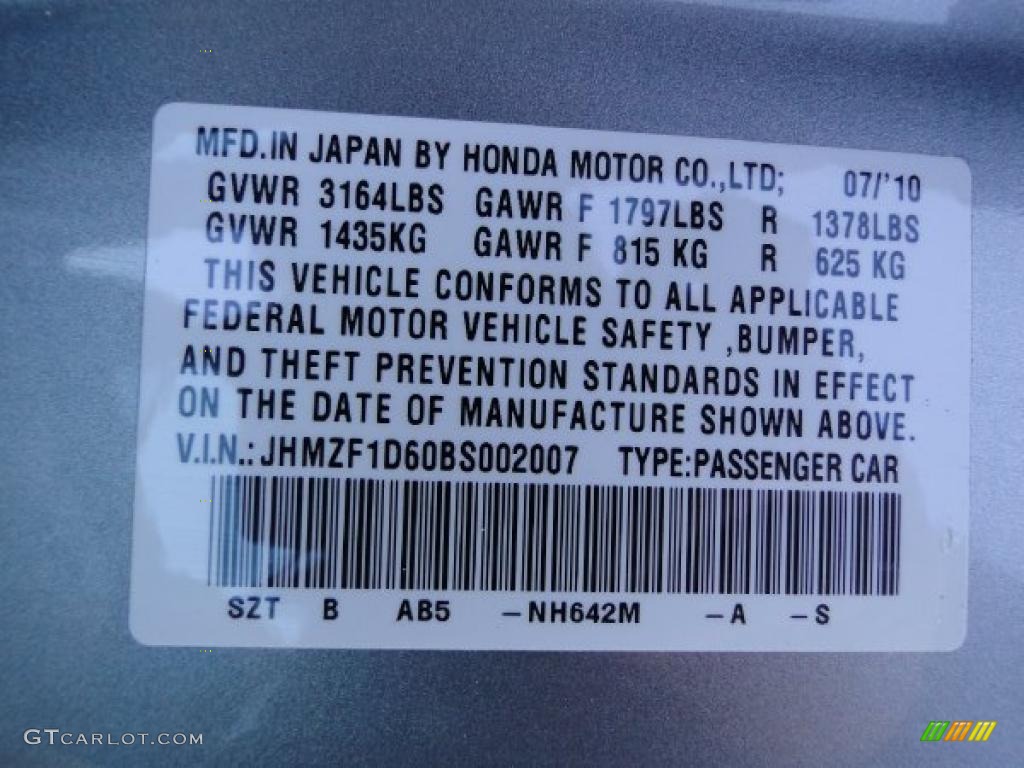 MFD.IN JAPAN BY HONDA MOTOR CO.,LTD; 07/'10
GVWR 3164LBS GAWR F 1797LBS R 1378LBS
GVWR 1435KG GAWR F 815 KG R 625 KG
THIS VEHICLE CONFORMS TO ALL APPLICABLE
FEDERAL MOTOR VEHICLE SAFETY ,BUMPER,
AND THEFT PREVENTION STANDARDS IN EFFECT
ON THE DATE OF MANUFACTURE SHOWN ABOVE.
V.I.N.:JHMZF1D60BS002007 TYPE:PASSENGER CAR
SZT B AB5 –NH642M –A –S
GTCARLOT.COM